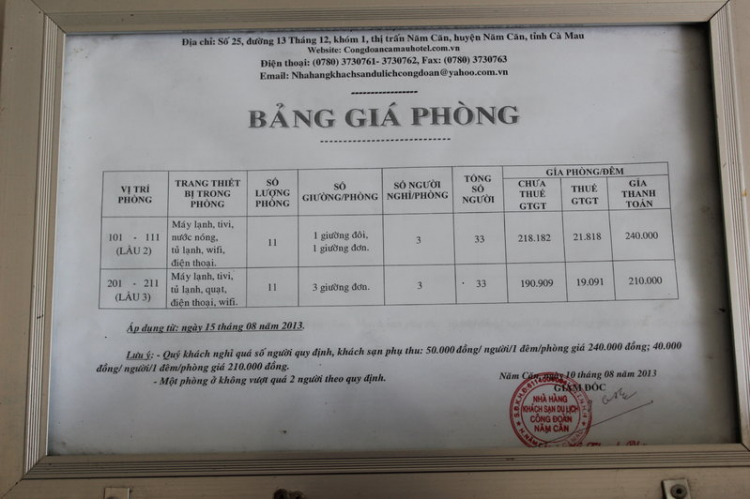 Địa chỉ: Số 25, đường 13 Tháng 12, khóm 1, thị trấn Năm Căn, huyện Năm Căn, tỉnh Cà Mau
Website: Congdoancamauhotel.com.vn
Điện thoại: (0780) 3730761- 3730762, Fax: (0780) 3730763
Email: Nhahangkhachsandulichcongdoan@yahoo.com.vn
BẢNG GIÁ PHÒNG
VỊ TRÍ PHÒNG TRANG THIẾT BỊ TRONG PHÒNG SỐ LƯỢNG PHÒNG SỐ GIƯỜNG/PHÒNG SỐ NGƯỜI NGHỈ/PHÒNG TỔNG SỐ NGƯỜI GÍA PHÒNG/ĐÊM
CHƯA THUẾ GTGT THUẾ GTGT GÍA THANH TOÁN
101 - 111 (LẦU 2) Máy lạnh, tivi, nước nóng, tủ lạnh, wifi, điện thoại. 11 1 giường đôi, 1 giường đơn. 3 33 218.182 21.818 240.000
201 - 211 (LẦU 3) Máy lạnh, tivi, tủ lạnh, quạt, điện thoại, wifi. 11 3 giường đơn. 3 33 190.909 19.091 210.000
Áp dụng từ: ngày 15 tháng 08 năm 2013.
Lưu ý: - Quý khách nghỉ quá số người quy định, khách sạn phụ thu: 50.000 đồng/ người/1 đêm/phòng giá 240.000 đồng; 40.000
đồng/ người/1 đêm/phòng giá 210.000 đồng.
- Một phòng ở không vượt quá 2 người theo quy định.
Năm Căn, ngày 10 tháng 08 năm 2013
GIÁM ĐỐC
NHÀ HÀNG
KHÁCH SẠN DU LỊCH
CÔNG ĐOÀN
NĂM CĂN